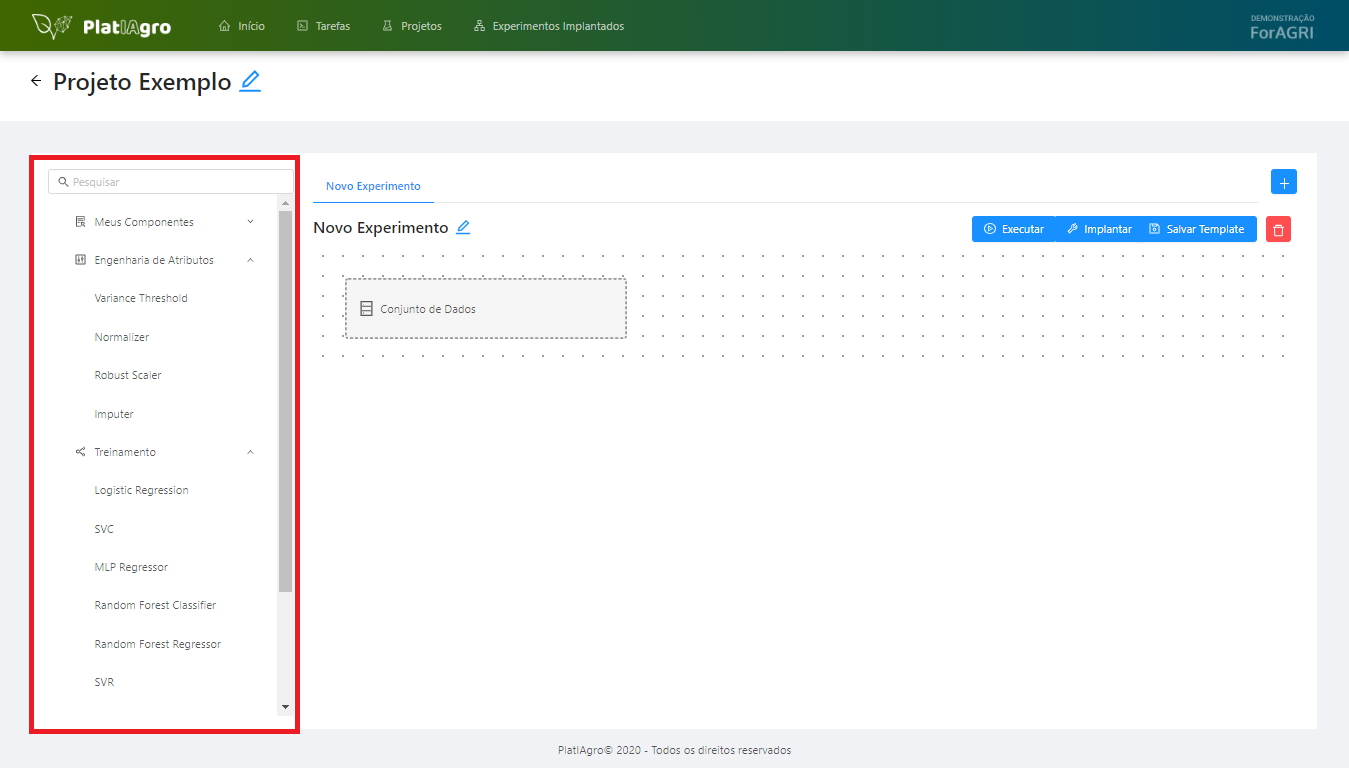 PlatIAgro
Início
Tarefas
Projetos
Experimentos Implantados
DEMONSTRAÇÃO
ForAGRI
Projeto Exemplo
Pesquisar
Meus Componentes
Engenharia de Atributos
Variance Threshold
Normalizer
Robust Scaler
Imputer
Treinamento
Logistic Regression
SVC
MLP Regressor
Random Forest Classifier
Random Forest Regressor
SVR
Novo Experimento
+
Novo Experimento
Executar
Implantar
Salvar Template
Conjunto de Dados
PlatIAgro© 2020 - Todos os direitos reservados